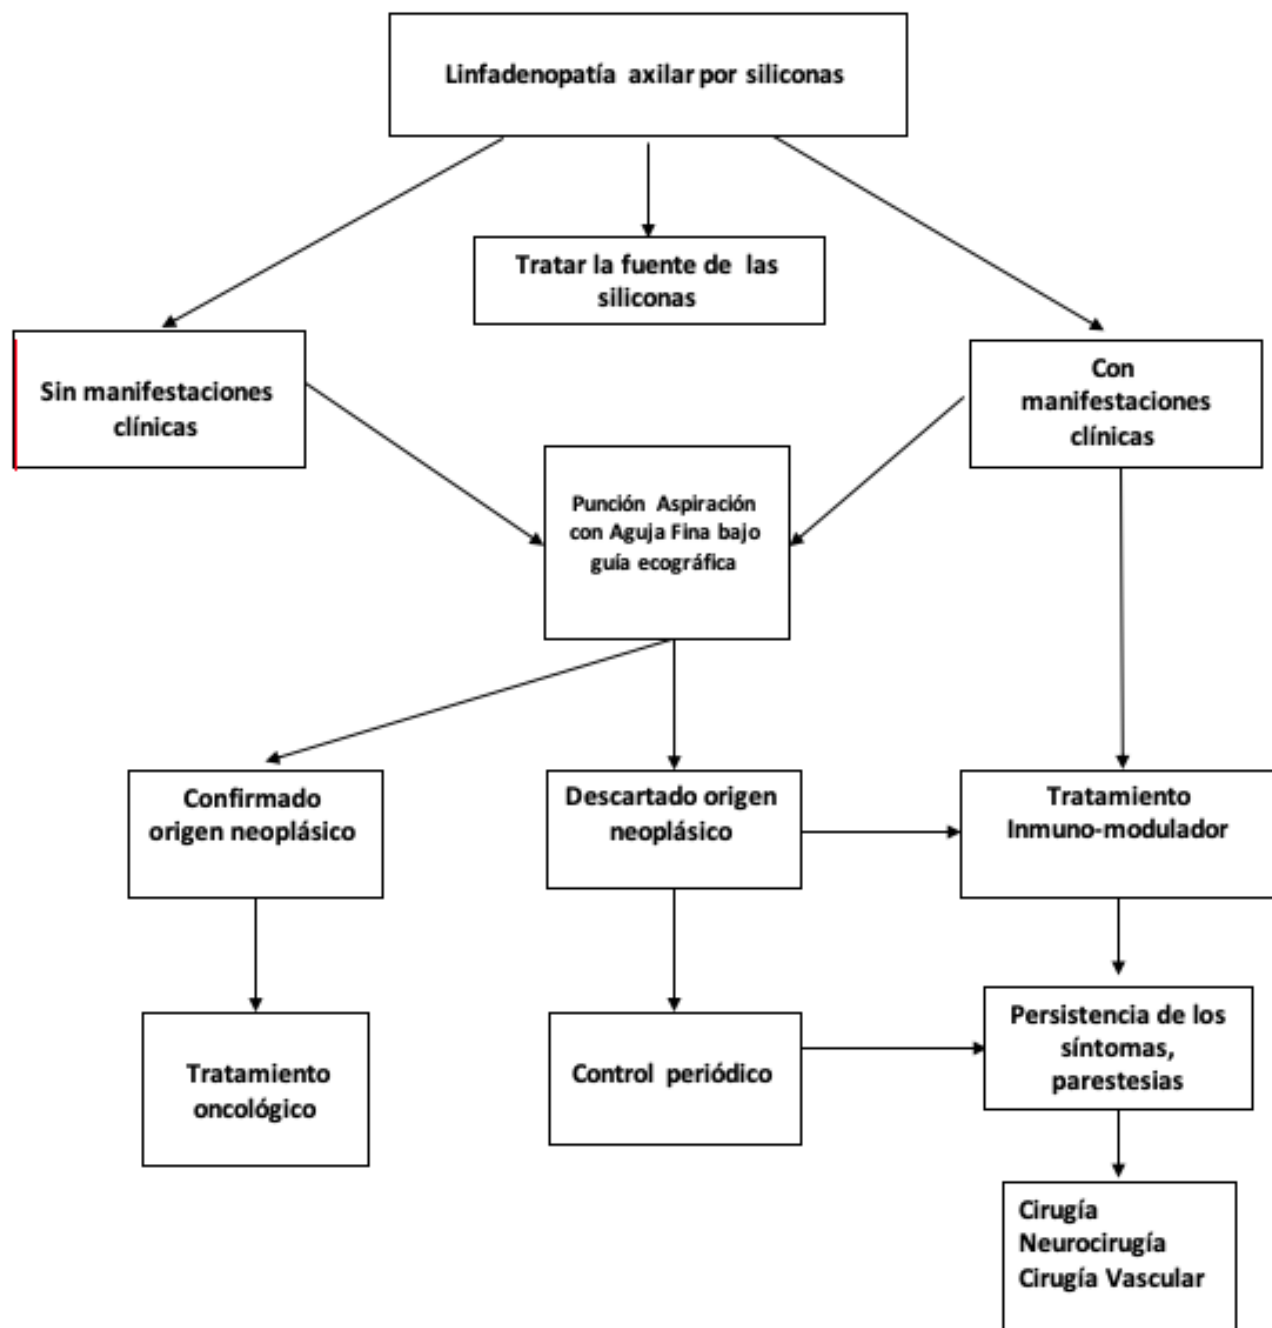 Linfadenopatía axilar por siliconas
Tratar la fuente de las
siliconas
Sin manifestaciones
clínicas
Con
manifestaciones
clínicas
Punción Aspiración
con Aguja Fina bajo
guía ecográfica
Confirmado
origen neoplásico
Descartado origen
neoplásico
Tratamiento
Inmuno-modulador
Tratamiento
oncológico
Control periódico
Persistencia de los
síntomas,
parestesias
Cirugía
Neurocirugía
Cirugía Vascular